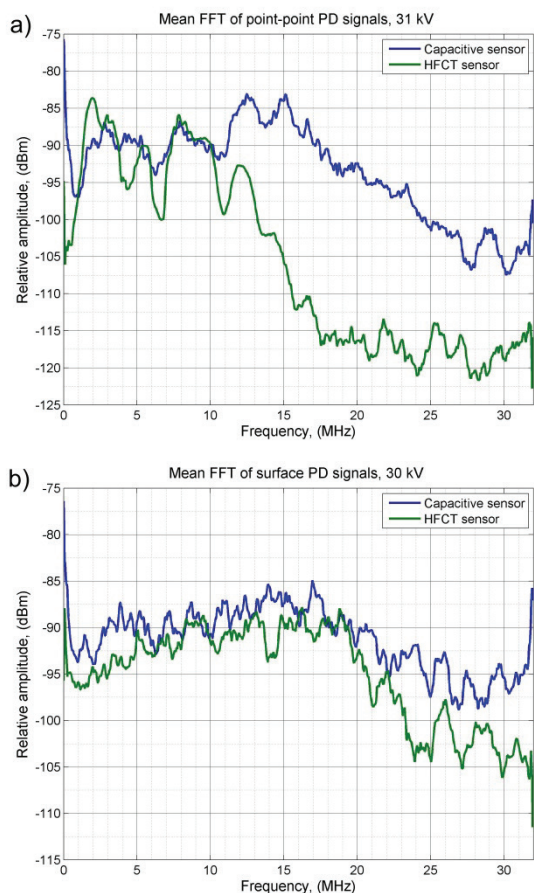 a)
Mean FFT of point-point PD signals, 31 kV
Capacitive sensor
HFCT sensor
Relative amplitude, (dBm)
-75
-80
-85
-90
-95
-100
-105
-110
-115
-120
-125
0 5 10 15 20 25 30
Frequency, (MHz)
b)
Mean FFT of surface PD signals, 30 kV
Capacitive sensor
HFCT sensor
Relative amplitude, (dBm)
-75
-80
-85
-90
-95
-100
-105
-110
-115
0 5 10 15 20 25 30
Frequency, (MHz)